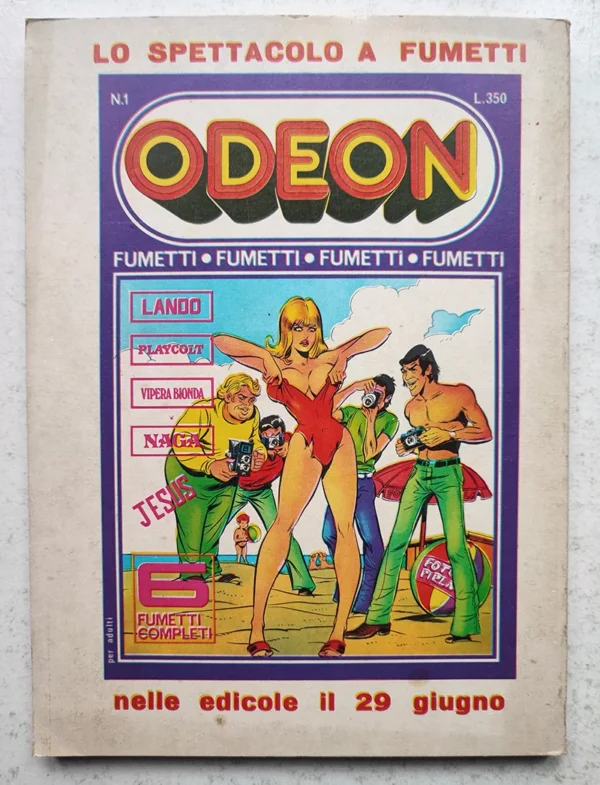 LO SPETTACOLO A FUMETTI
N.1
L.350
ODEON
FUMETTI • FUMETTI • FUMETTI • FUMETTI
LANDO
PLAYCOLT
VIPERA BIONDA
NAGA
JESUS
6
FUMETTI
COMPLETI
per adulti
nelle edicole il 29 giugno